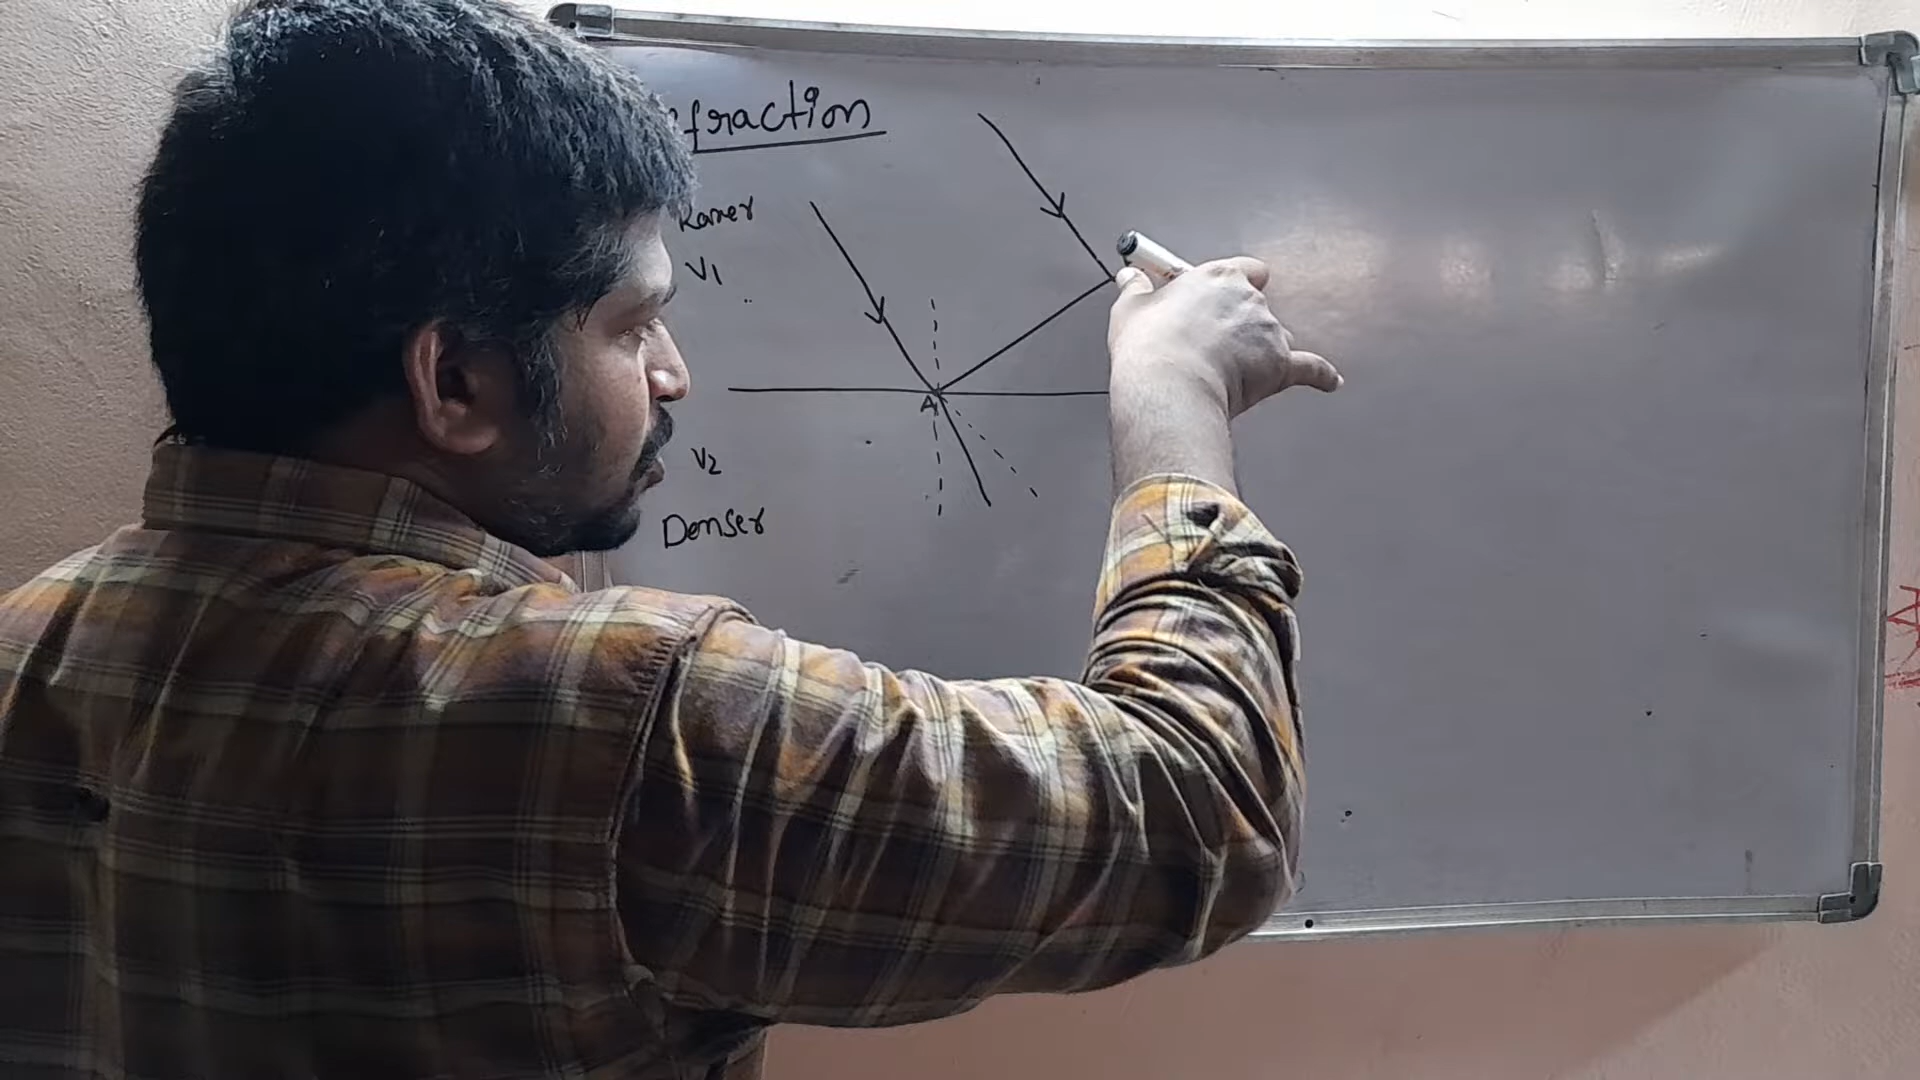 fraction
Rarer
V1
A
V2
Denser